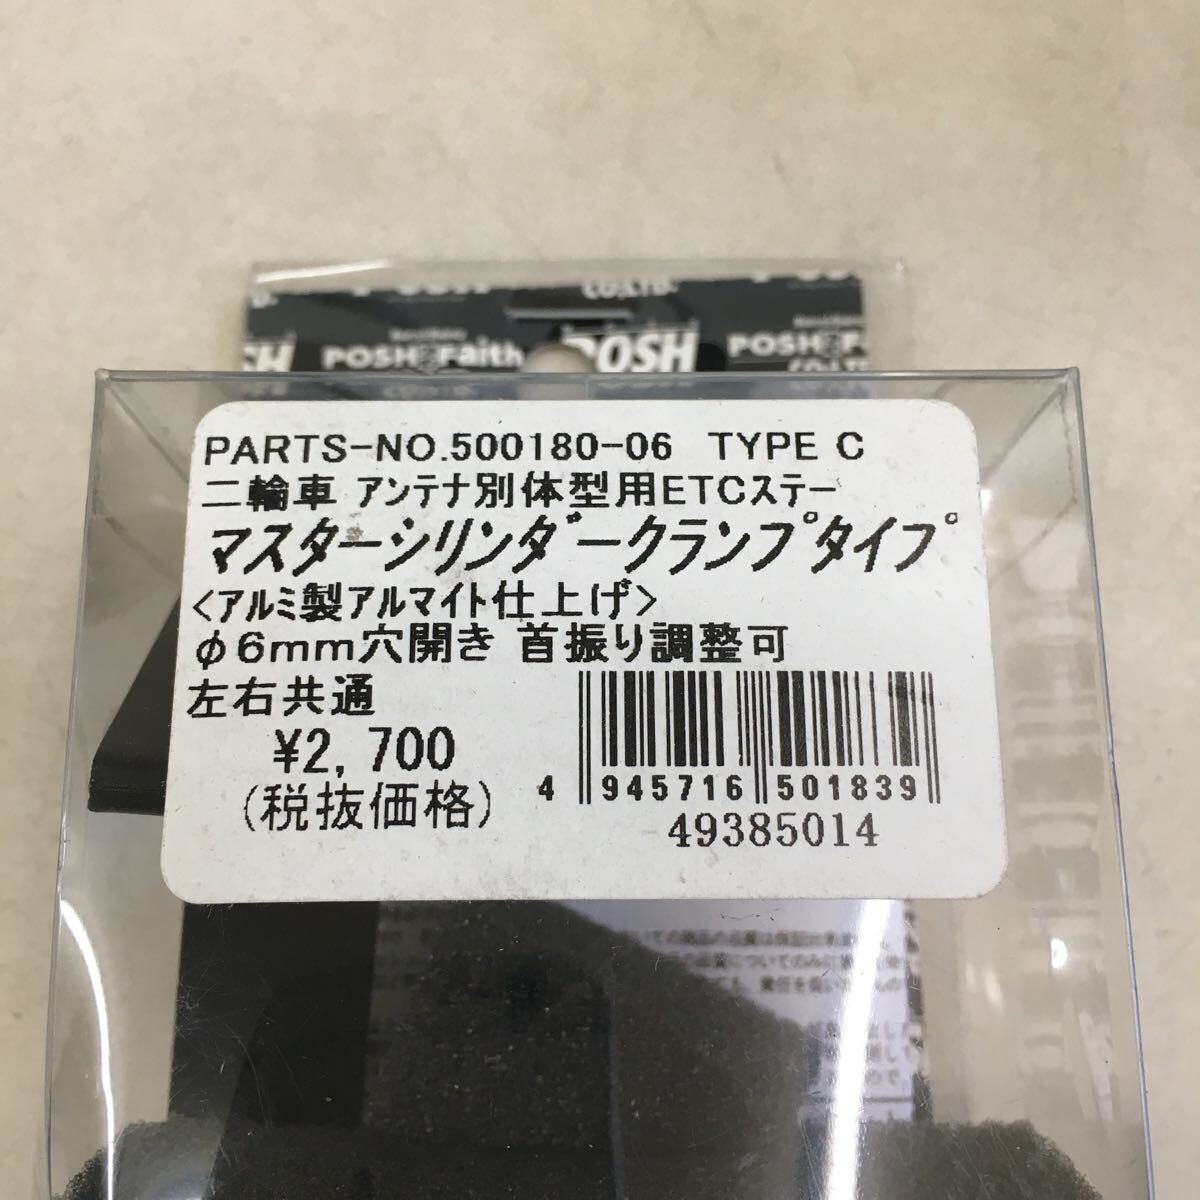 CO.LTD.
POSH Faith
POSH
POSH Faith
CO.LTD.
PARTS-NO.500180-06 TYPE C
二輪車 アンテナ別体型用ETCステー
マスターシリンダークランプタイプ
<アルミ製アルマイト仕上げ>
φ6mm穴開き 首振り調整可
左右共通
¥2,700
(税抜価格)
4 945716 501839
49385014